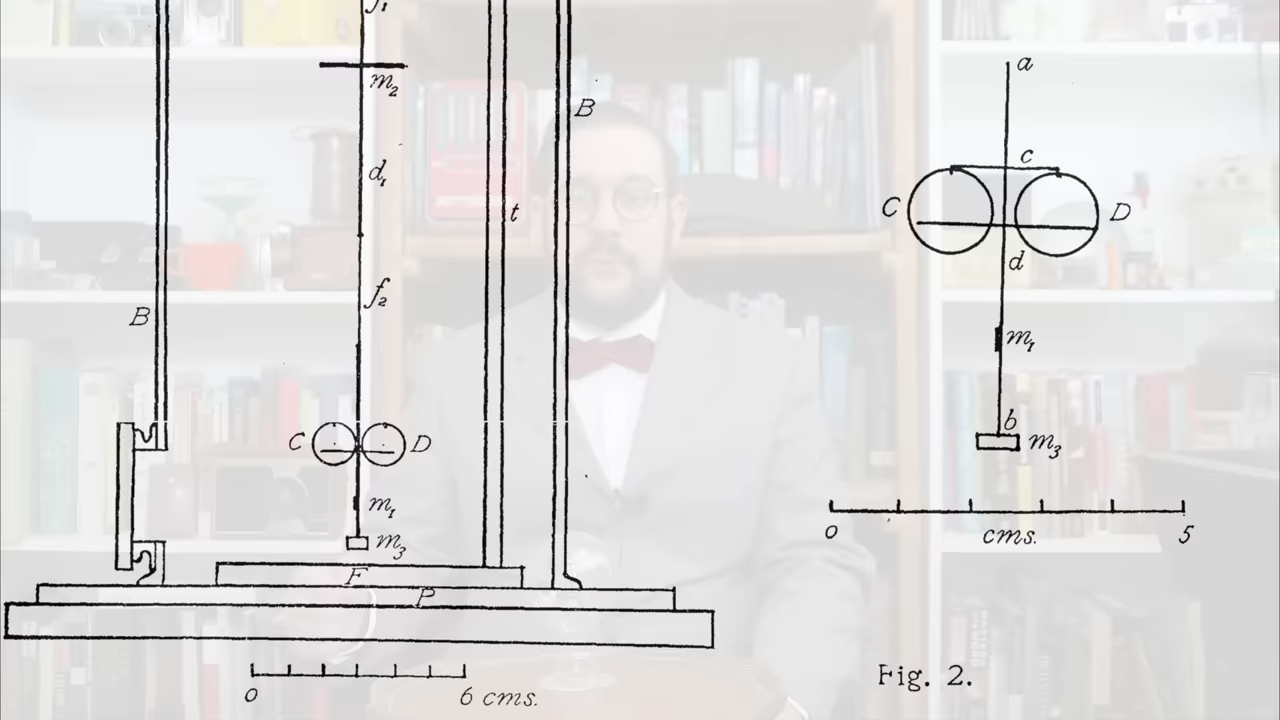 f₁
m₂
d₁
f₂
B
B
t
C
D
m₁
m₃
F
P
0
6 cms.
a
c
C
D
d
m₁
b
m₃
0
cms.
5
Fig. 2.